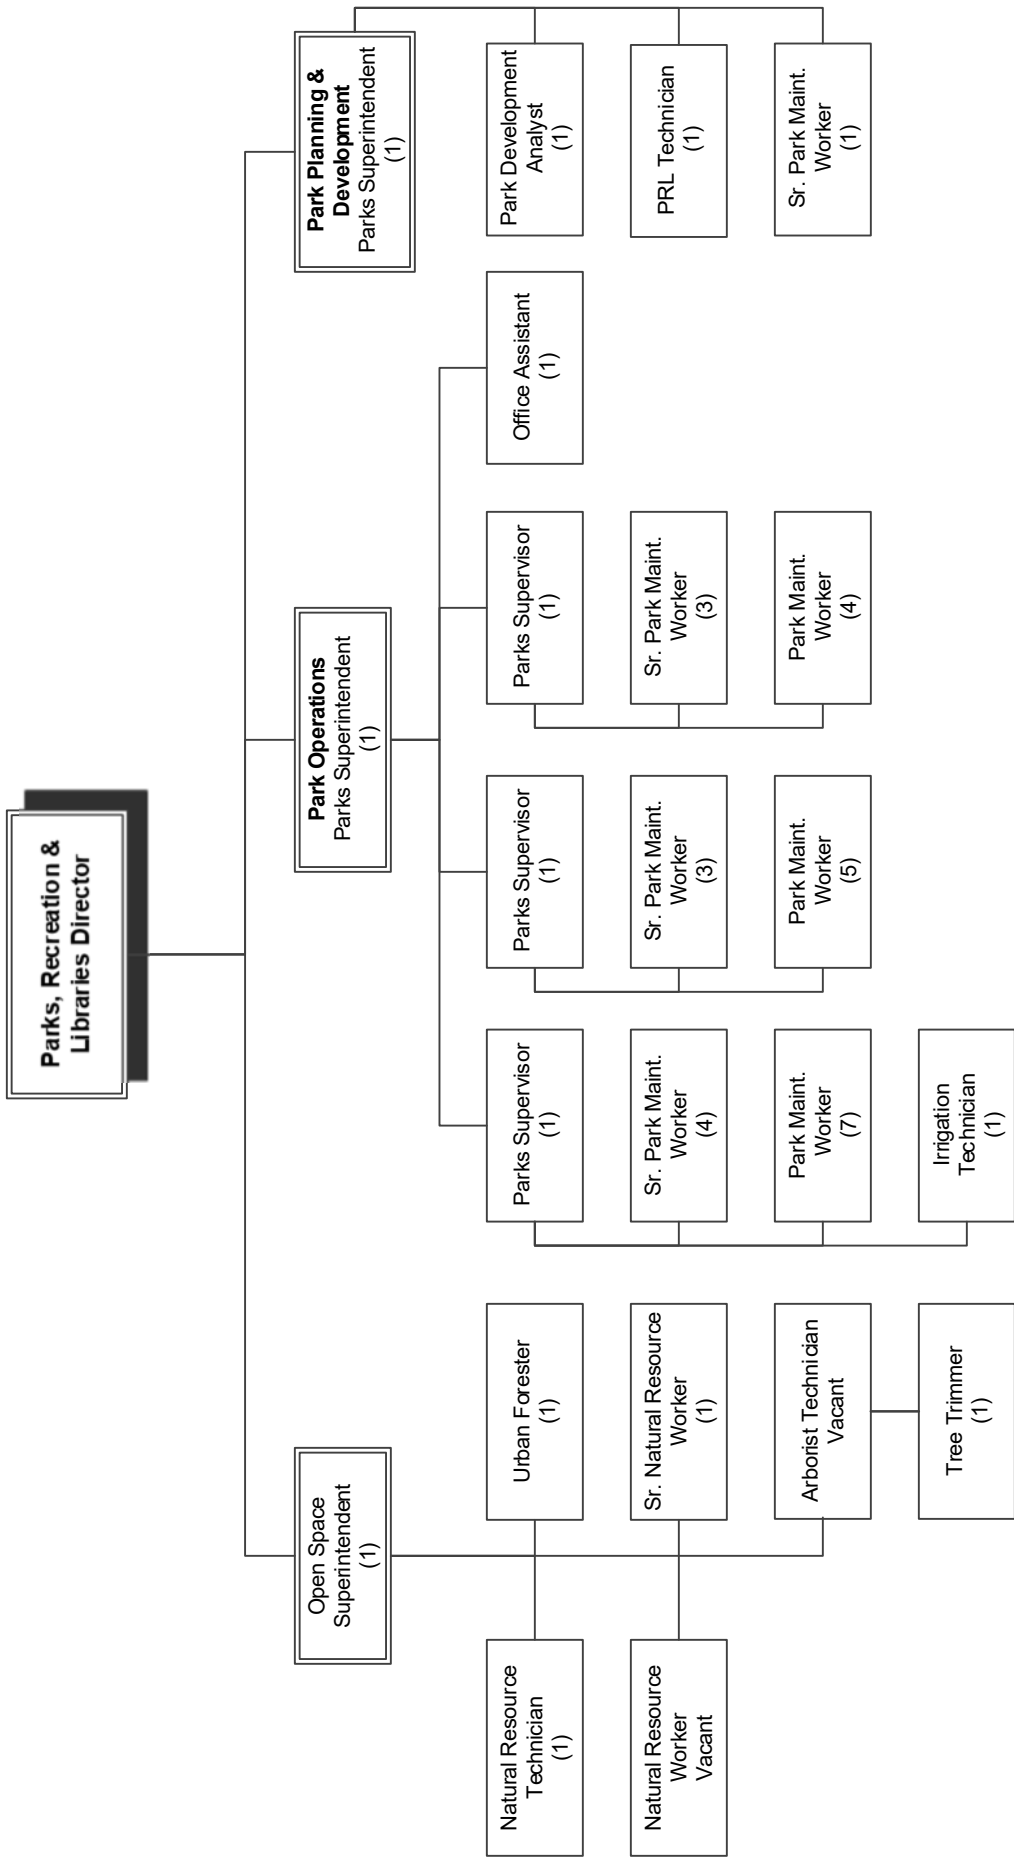 Parks, Recreation &
Libraries Director
Open Space
Superintendent
(1)
Park Operations
Parks Superintendent
(1)
Park Planning &
Development
Parks Superintendent
(1)
Natural Resource
Technician
(1)
Urban Forester
(1)
Parks Supervisor
(1)
Parks Supervisor
(1)
Parks Supervisor
(1)
Office Assistant
(1)
Park Development
Analyst
(1)
Natural Resource
Worker
Vacant
Sr. Natural Resource
Worker
(1)
Sr. Park Maint.
Worker
(4)
Sr. Park Maint.
Worker
(3)
Sr. Park Maint.
Worker
(3)
PRL Technician
(1)
Arborist Technician
Vacant
Park Maint.
Worker
(7)
Park Maint.
Worker
(5)
Park Maint.
Worker
(4)
Sr. Park Maint.
Worker
(1)
Tree Trimmer
(1)
Irrigation
Technician
(1)